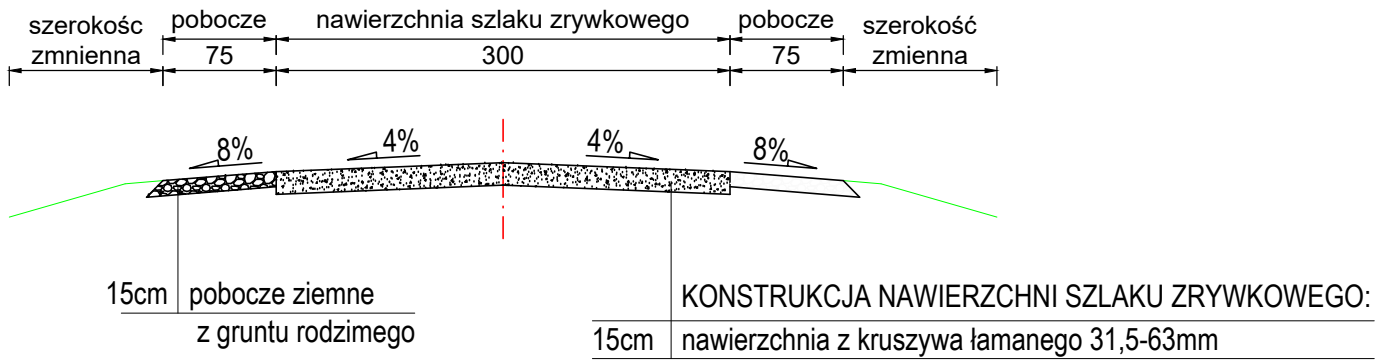 szerokośc
zmnienna
pobocze
nawierzchnia szlaku zrywkowego
pobocze
szerokość
zmienna
75
300
75
8%
4%
4%
8%
15cm
pobocze ziemne
z gruntu rodzimego
KONSTRUKCJA NAWIERZCHNI SZLAKU ZRYWKOWEGO:
15cm
nawierzchnia z kruszywa łamanego 31,5-63mm